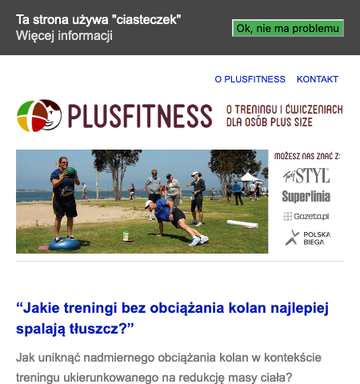 Ta strona używa "ciasteczek"
Więcej informacji
Ok, nie ma problemu
O PLUSFITNESS KONTAKT
PLUSFITNESS
O TRENINGU I ĆWICZENIACH
DLA OSÓB PLUS SIZE
MOŻESZ NAS ZNAĆ Z:
Twój STYL
Superlinia
Gazeta.pl
POLSKA
BIEGA
“Jakie treningi bez obciążania kolan najlepiej
spalają tłuszcz?”
Jak uniknąć nadmiernego obciążania kolan w kontekście
treningu ukierunkowanego na redukcję masy ciała?